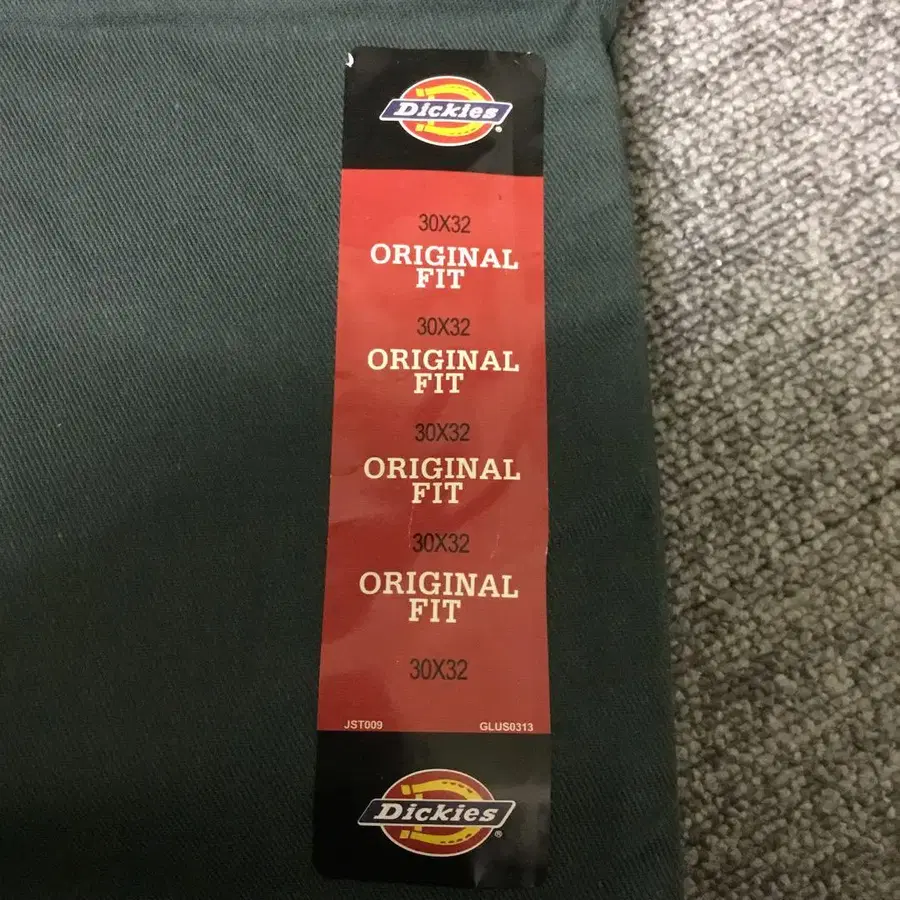 Dickies®
30X32
ORIGINAL
FIT
30X32
ORIGINAL
FIT
30X32
ORIGINAL
FIT
30X32
ORIGINAL
FIT
30X32
JST009 GLUS0313
Dickies®